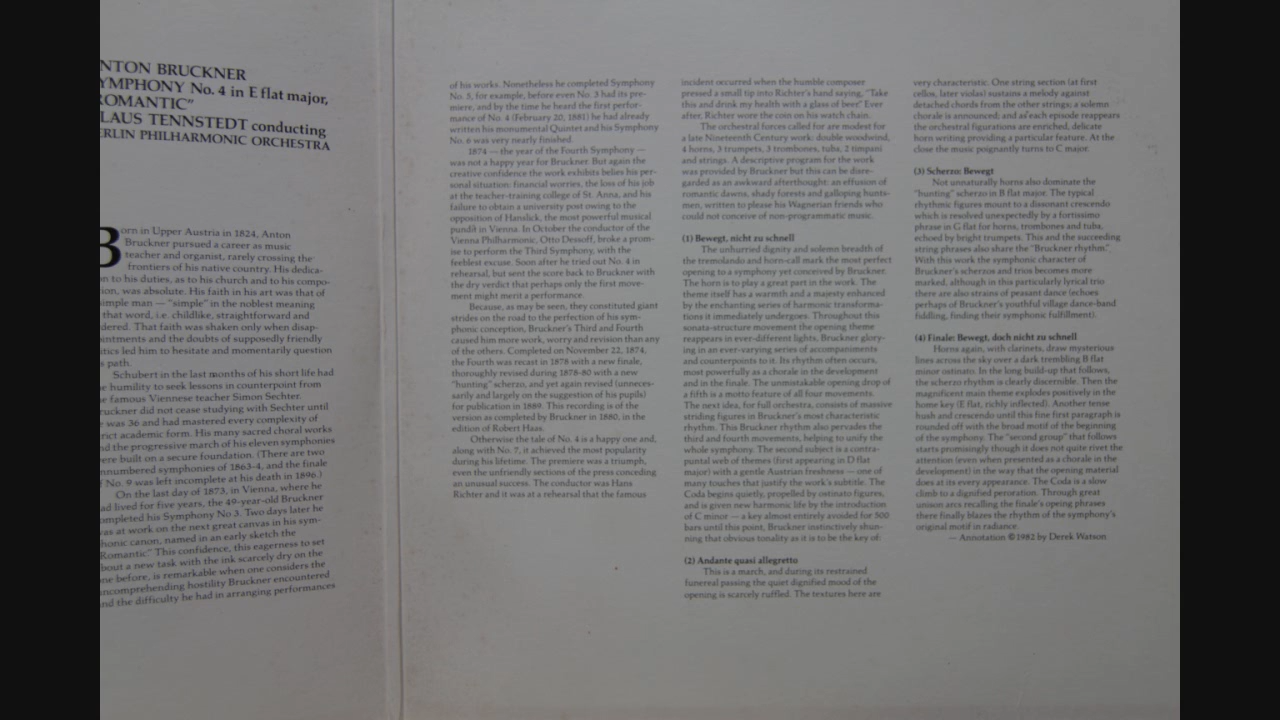 NTON BRUCKNER
YMPHONY No. 4 in E flat major,
ROMANTIC"
LAUS TENNSTEDT conducting
ERLIN PHILHARMONIC ORCHESTRA
Born in Upper Austria in 1824, Anton
Bruckner pursued a career as music
teacher and organist, rarely crossing the
frontiers of his native country. His dedica-
n to his duties, as to his church and to his compo-
ion, was absolute. His faith in his art was that of
simple man — "simple" in the noblest meaning
that word, i.e. childlike, straightforward and
dered. That faith was shaken only when disap-
intments and the doubts of supposedly friendly
itics led him to hesitate and momentarily question
s path.
Schubert in the last months of his short life had
e humility to seek lessons in counterpoint from
e famous Viennese teacher Simon Sechter.
ruckner did not cease studying with Sechter until
was 36 and had mastered every complexity of
rict academic form. His many sacred choral works
nd the progressive march of his eleven symphonies
ere built on a secure foundation. (There are two
nnumbered symphonies of 1863-4, and the finale
f No. 9 was left incomplete at his death in 1896.)
On the last day of 1873, in Vienna, where he
ad lived for five years, the 49-year-old Bruckner
ompleted his Symphony No 3. Two days later he
as at work on the next great canvas in his sym-
honic canon, named in an early sketch the
Romantic." This confidence, this eagerness to set
bout a new task with the ink scarcely dry on the
one before, is remarkable when one considers the
ncomprehending hostility Bruckner encountered
nd the difficulty he had in arranging performances
of his works. Nonetheless he completed Symphony
No. 5, for example, before even No. 3 had its pre-
miere, and by the time he heard the first perfor-
mance of No. 4 (February 20, 1881) he had already
written his monumental Quintet and his Symphony
No. 6 was very nearly finished.
1874 — the year of the Fourth Symphony —
was not a happy year for Bruckner. But again the
creative confidence the work exhibits belies his per-
sonal situation: financial worries, the loss of his job
at the teacher-training college of St. Anna, and his
failure to obtain a university post owing to the
opposition of Hanslick, the most powerful musical
pundit in Vienna. In October the conductor of the
Vienna Philharmonic, Otto Dessoff, broke a prom-
ise to perform the Third Symphony, with the
feeblest excuse. Soon after he tried out No. 4 in
rehearsal, but sent the score back to Bruckner with
the dry verdict that perhaps only the first move-
ment might merit a performance.
Because, as may be seen, they constituted giant
strides on the road to the perfection of his sym-
phonic conception, Bruckner's Third and Fourth
caused him more work, worry and revision than any
of the others. Completed on November 22, 1874,
the Fourth was recast in 1878 with a new finale,
thoroughly revised during 1878-80 with a new
"hunting" scherzo, and yet again revised (unneces-
sarily and largely on the suggestion of his pupils)
for publication in 1889. This recording is of the
version as completed by Bruckner in 1880, in the
edition of Robert Haas.
Otherwise the tale of No. 4 is a happy one and,
along with No. 7, it achieved the most popularity
during his lifetime. The premiere was a triumph,
even the unfriendly sections of the press conceding
an unusual success. The conductor was Hans
Richter and it was at a rehearsal that the famous
incident occurred when the humble composer
pressed a small tip into Richter's hand saying, "Take
this and drink my health with a glass of beer." Ever
after, Richter wore the coin on his watch chain.
The orchestral forces called for are modest for
a late Nineteenth Century work: double woodwind,
4 horns, 3 trumpets, 3 trombones, tuba, 2 timpani
and strings. A descriptive program for the work
was provided by Bruckner but this can be disre-
garded as an awkward afterthought: an effusion of
romantic dawns, shady forests and galloping hunts-
men, written to please his Wagnerian friends who
could not conceive of non-programmatic music.
(1) Bewegt, nicht zu schnell
The unhurried dignity and solemn breadth of
the tremolando and horn-call mark the most perfect
opening to a symphony yet conceived by Bruckner.
The horn is to play a great part in the work. The
theme itself has a warmth and a majesty enhanced
by the enchanting series of harmonic transforma-
tions it immediately undergoes. Throughout this
sonata-structure movement the opening theme
reappears in ever-different lights, Bruckner glory-
ing in an ever-varying series of accompaniments
and counterpoints to it. Its rhythm often occurs,
most powerfully as a chorale in the development
and in the finale. The unmistakable opening drop of
a fifth is a motto feature of all four movements.
The next idea, for full orchestra, consists of massive
striding figures in Bruckner's most characteristic
rhythm. This Bruckner rhythm also pervades the
third and fourth movements, helping to unify the
whole symphony. The second subject is a contra-
puntal web of themes (first appearing in D flat
major) with a gentle Austrian freshness — one of
many touches that justify the work's subtitle. The
Coda begins quietly, propelled by ostinato figures,
and is given new harmonic life by the introduction
of C minor — a key almost entirely avoided for 500
bars until this point, Bruckner instinctively shun-
ning that obvious tonality as it is to be the key of:
(2) Andante quasi allegretto
This is a march, and during its restrained
funereal passing the quiet dignified mood of the
opening is scarcely ruffled. The textures here are
very characteristic. One string section (at first
cellos, later violas) sustains a melody against
detached chords from the other strings; a solemn
chorale is announced; and as each episode reappears
the orchestral figurations are enriched, delicate
horn writing providing a particular feature. At the
close the music poignantly turns to C major.
(3) Scherzo: Bewegt
Not unnaturally horns also dominate the
"hunting" scherzo in B flat major. The typical
rhythmic figures mount to a dissonant crescendo
which is resolved unexpectedly by a fortissimo
phrase in G flat for horns, trombones and tuba,
echoed by bright trumpets. This and the succeeding
string phrases also share the "Bruckner rhythm."
With this work the symphonic character of
Bruckner's scherzos and trios becomes more
marked, although in this particularly lyrical trio
there are also strains of peasant dance (echoes
perhaps of Bruckner's youthful village dance-band
fiddling, finding their symphonic fulfillment).
(4) Finale: Bewegt, doch nicht zu schnell
Horns again, with clarinets, draw mysterious
lines across the sky over a dark trembling B flat
minor ostinato. In the long build-up that follows,
the scherzo rhythm is clearly discernible. Then the
magnificent main theme explodes positively in the
home key (E flat, richly inflected). Another tense
hush and crescendo until this fine first paragraph is
rounded off with the broad motif of the beginning
of the symphony. The "second group" that follows
starts promisingly though it does not quite rivet the
attention (even when presented as a chorale in the
development) in the way that the opening material
does at its every appearance. The Coda is a slow
climb to a dignified peroration. Through great
unison arcs recalling the finale's opeing phrases
there finally blazes the rhythm of the symphony's
original motif in radiance.
— Annotation ©1982 by Derek Watson